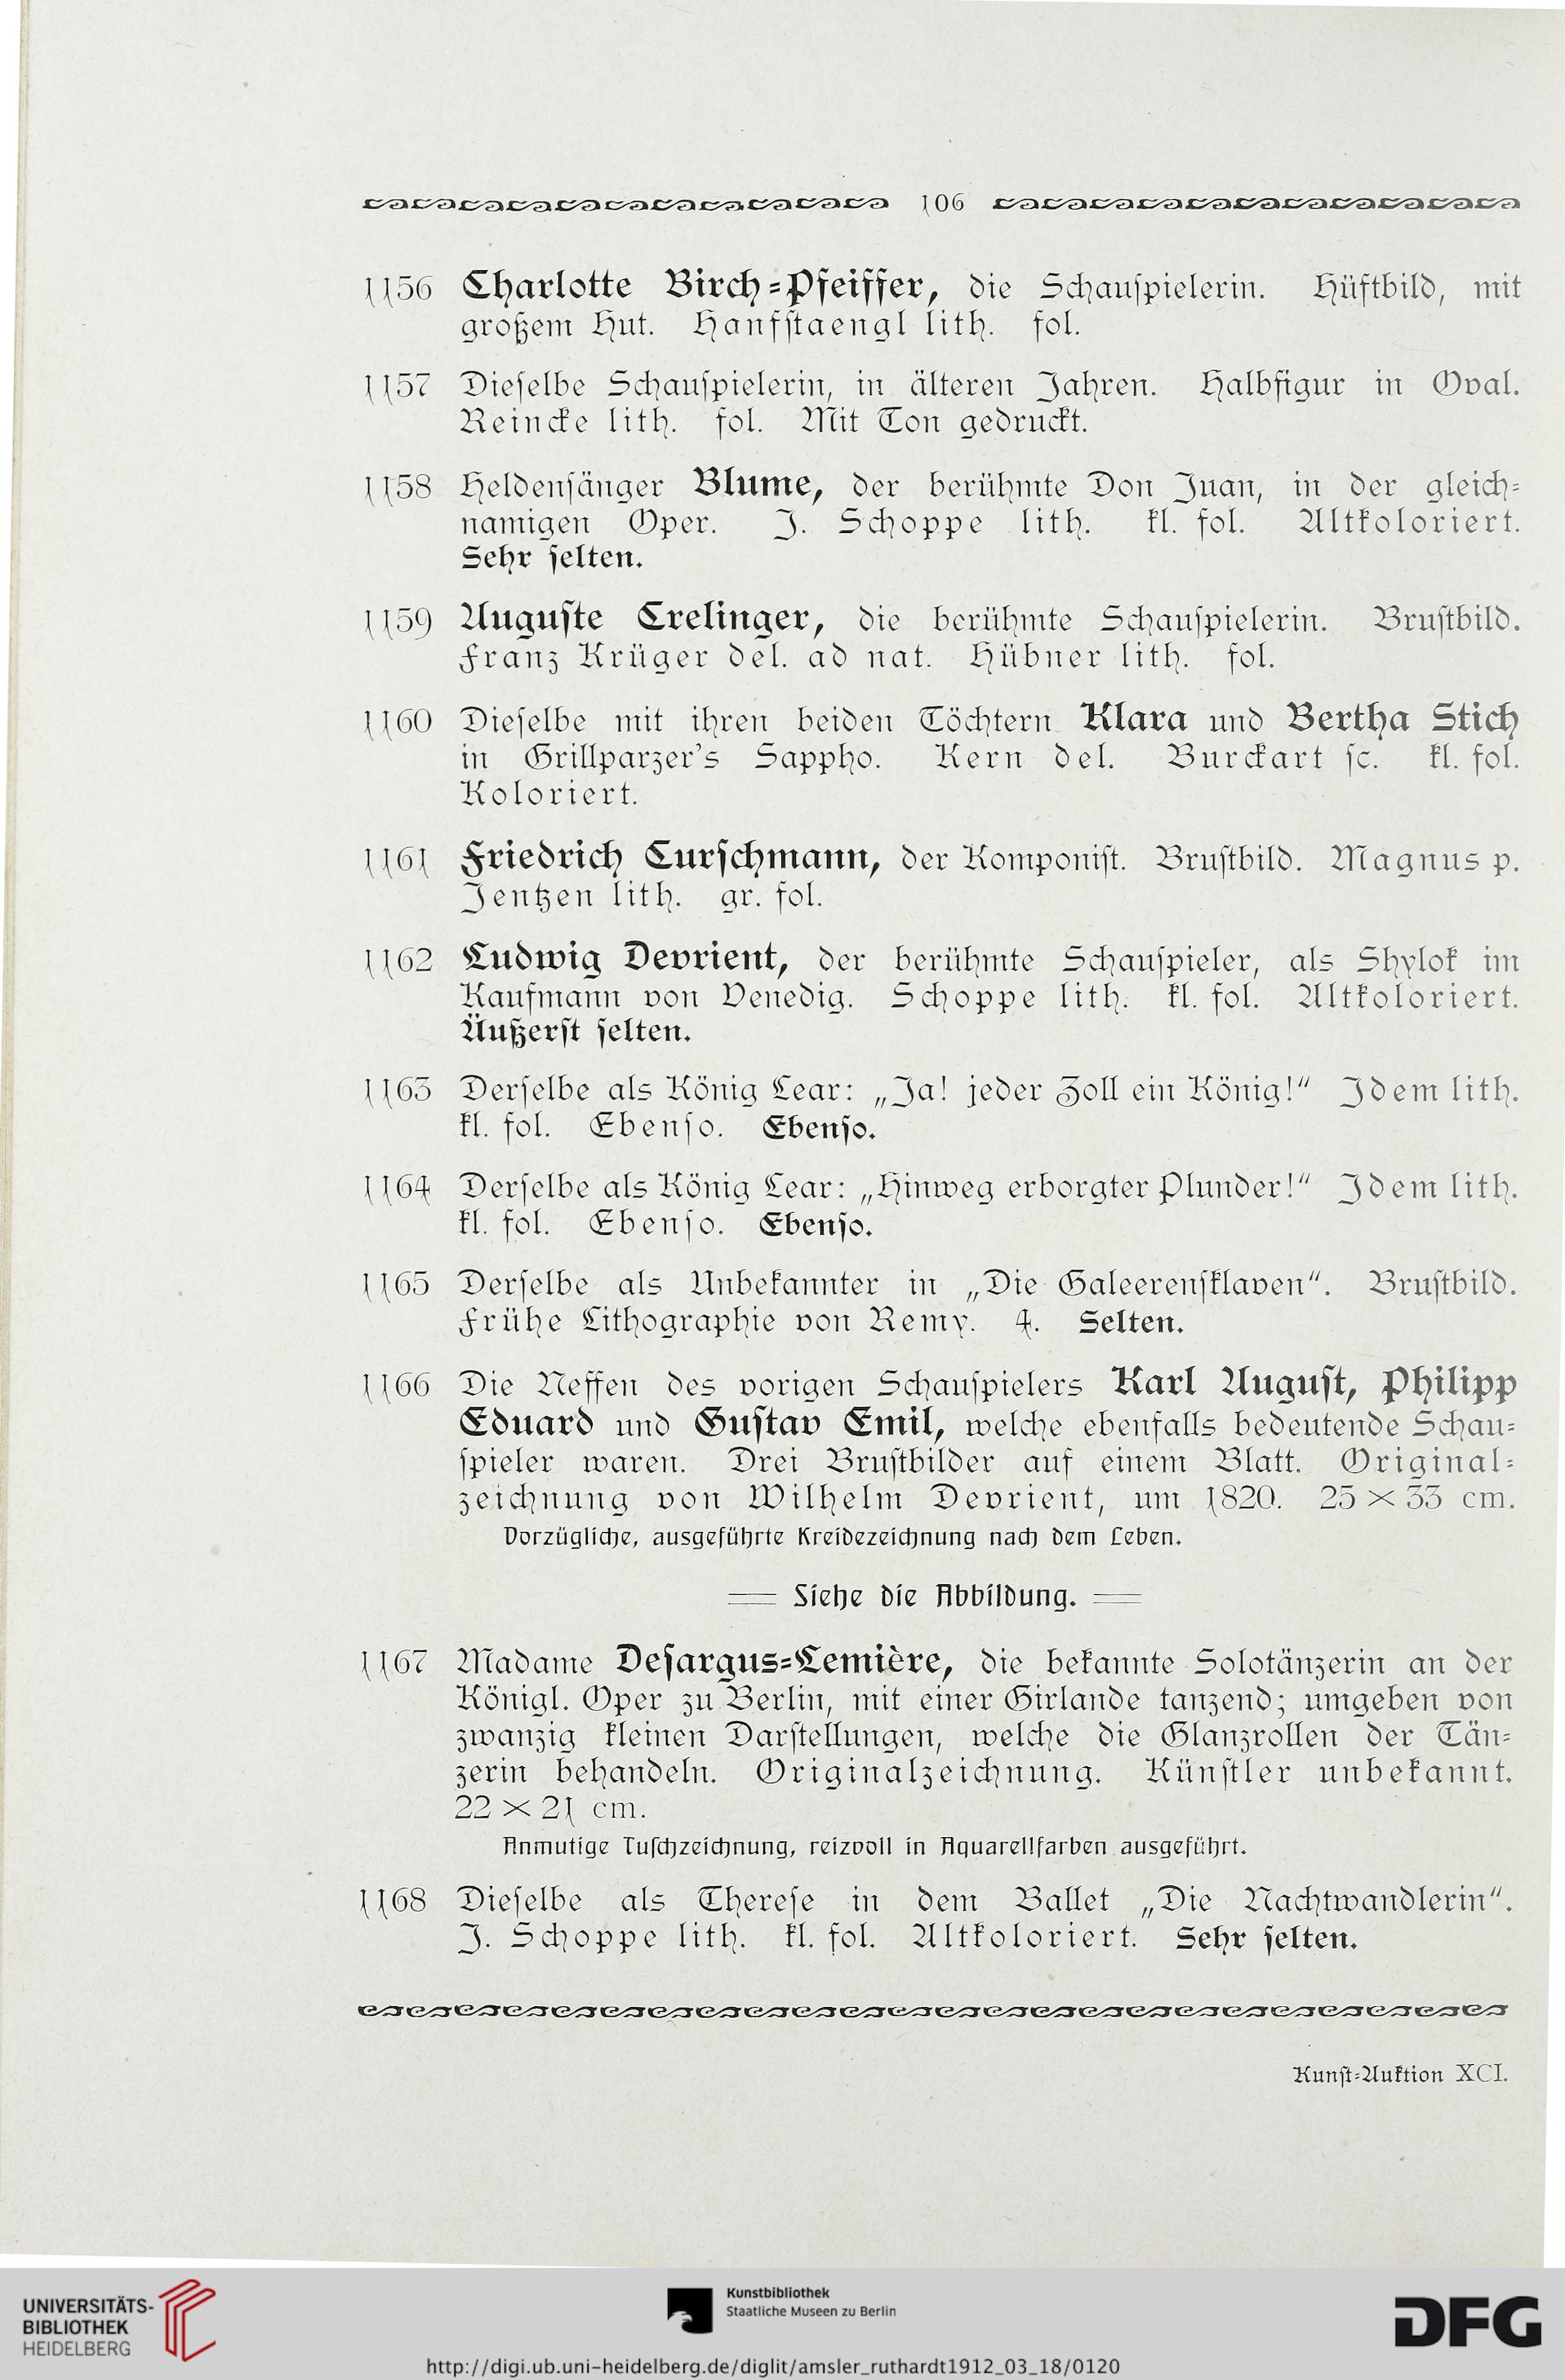 106
1156 Charlotte Birch-Pfeiffer, die Schauſpielerin. Hüftbild, mit
großem Hut. Hanfſtaengl lith. fol.
1157 Dieſelbe Schauſpielerin, in älteren Jahren. Halbfigur in Oval.
Reincke lith. fol. Mit Ton gedruckt.
1158 Heldenſänger Blume, der berühmte Don Juan, in der gleich-
namigen Oper. J. Schoppe lith. kl. fol. Altkoloriert.
Sehr ſelten.
1159 Auguſte Crelinger, die berühmte Schauſpielerin. Bruſtbild.
Franz Krüger del. ad nat. Hübner lith. fol.
1160 Dieſelbe mit ihren beiden Töchtern Klara und Bertha Stich
in Grillparzer's Sappho. Kern del. Burckart ſc. kl. fol.
Koloriert.
1161 Friedrich Curſchmann, der Komponiſt. Bruſtbild. Magnus p.
Jentzen lith. gr. fol.
1162 Ludwig Devrient, der berühmte Schauſpieler, als Shylok im
Kaufmann von Venedig. Schoppe lith. kl. fol. Altkoloriert.
Äußerſt ſelten.
1163 Derſelbe als König Lear: „Ja! jeder Zoll ein König!“ Idem lith.
kl. fol. Ebenſo. Ebenſo.
1164 Derſelbe als König Lear: „Hinweg erborgter Plunder!“ Idem lith.
kl. fol. Ebenſo. Ebenſo.
1165 Derſelbe als Unbekannter in „Die Galeerenſklaven“. Bruſtbild.
Frühe Lithographie von Remy. 4. Selten.
1166 Die Neffen des vorigen Schauſpielers Karl Auguſt, Philipp
Eduard und Guſtav Emil, welche ebenfalls bedeutende Schau-
ſpieler waren. Drei Bruſtbilder auf einem Blatt. Original-
zeichnung von Wilhelm Devrient, um 1820. 25 × 33 cm.
Vorzügliche, ausgeführte Kreidezeichnung nach dem Leben.
Siehe die Abbildung.
1167 Madame Deſargus-Lemière, die bekannte Solotänzerin an der
Königl. Oper zu Berlin, mit einer Girlande tanzend; umgeben von
zwanzig kleinen Darſtellungen, welche die Glanzrollen der Tän-
zerin behandeln. Originalzeichnung. Künſtler unbekannt.
22 × 21 cm.
Anmutige Tuſchzeichnung, reizvoll in Aquarellfarben ausgeführt.
1168 Dieſelbe als Thereſe in dem Ballet „Die Nachtwandlerin“.
J. Schoppe lith. kl. fol. Altkoloriert. Sehr ſelten.
Kunſt-Auktion XCI.
UNIVERSITÄTS-
BIBLIOTHEK
HEIDELBERG
Kunstbibliothek
Staatliche Museen zu Berlin
DFG
http://digi.ub.uni-heidelberg.de/diglit/amsler_ruthardt1912_03_18/0120